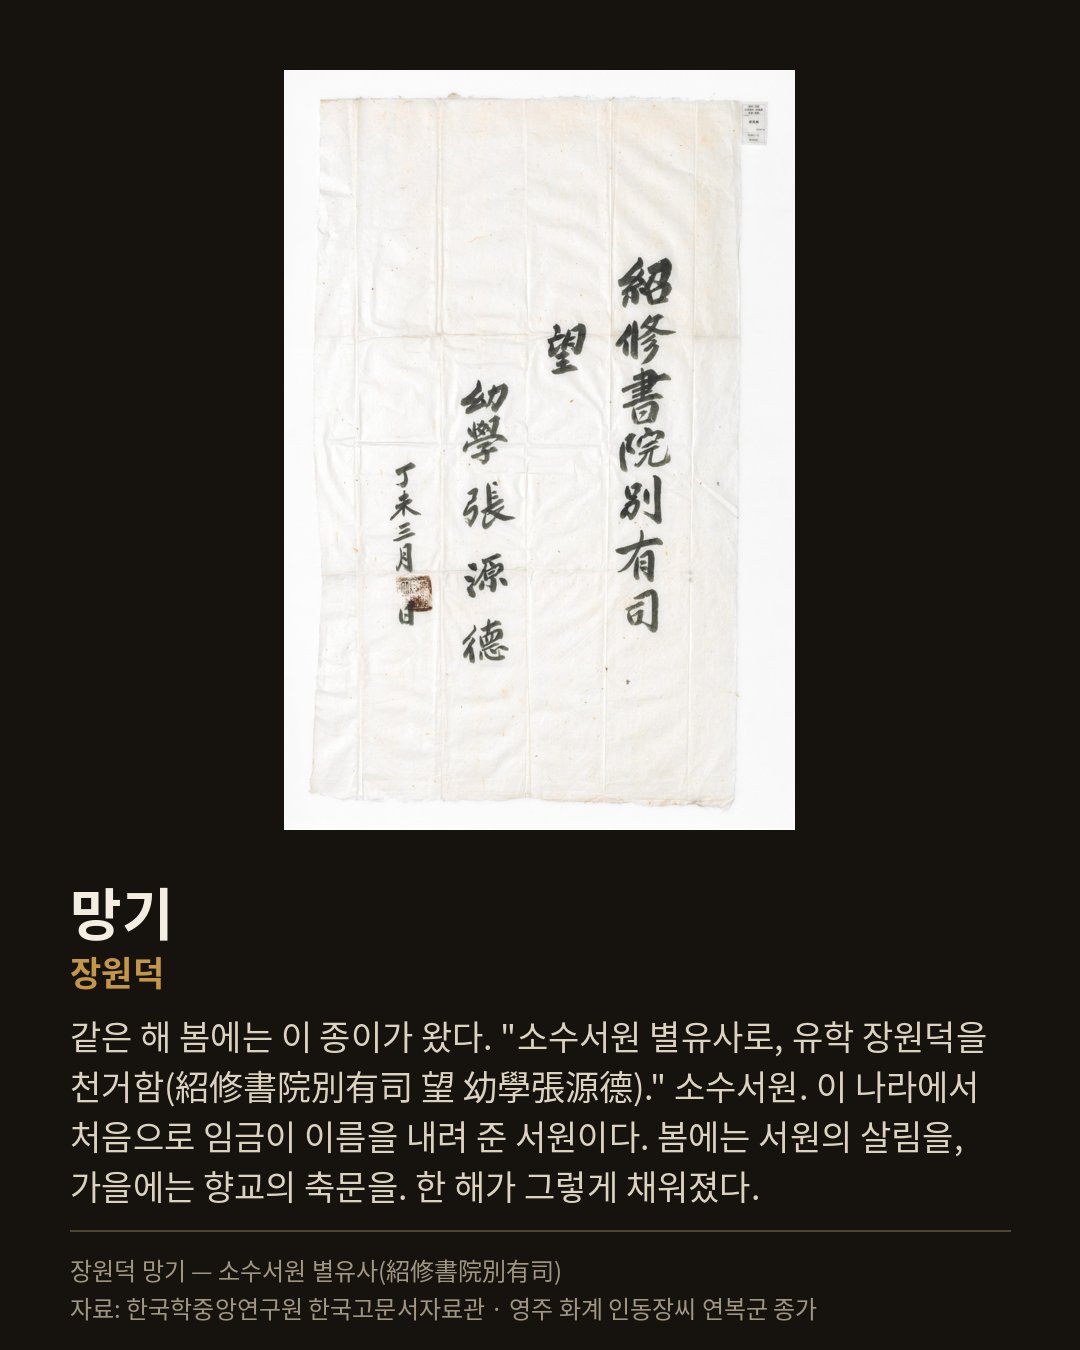 紹修書院別有司
望
幼學張源德
丁未三月 日
망기
장원덕
같은 해 봄에는 이 종이가 왔다. "소수서원 별유사로, 유학 장원덕을
천거함(紹修書院別有司 望 幼學張源德)." 소수서원. 이 나라에서
처음으로 임금이 이름을 내려 준 서원이다. 봄에는 서원의 살림을,
가을에는 향교의 축문을. 한 해가 그렇게 채워졌다.
장원덕 망기 — 소수서원 별유사(紹修書院別有司)
자료: 한국학중앙연구원 한국고문서자료관 · 영주 화계 인동장씨 연복군 종가